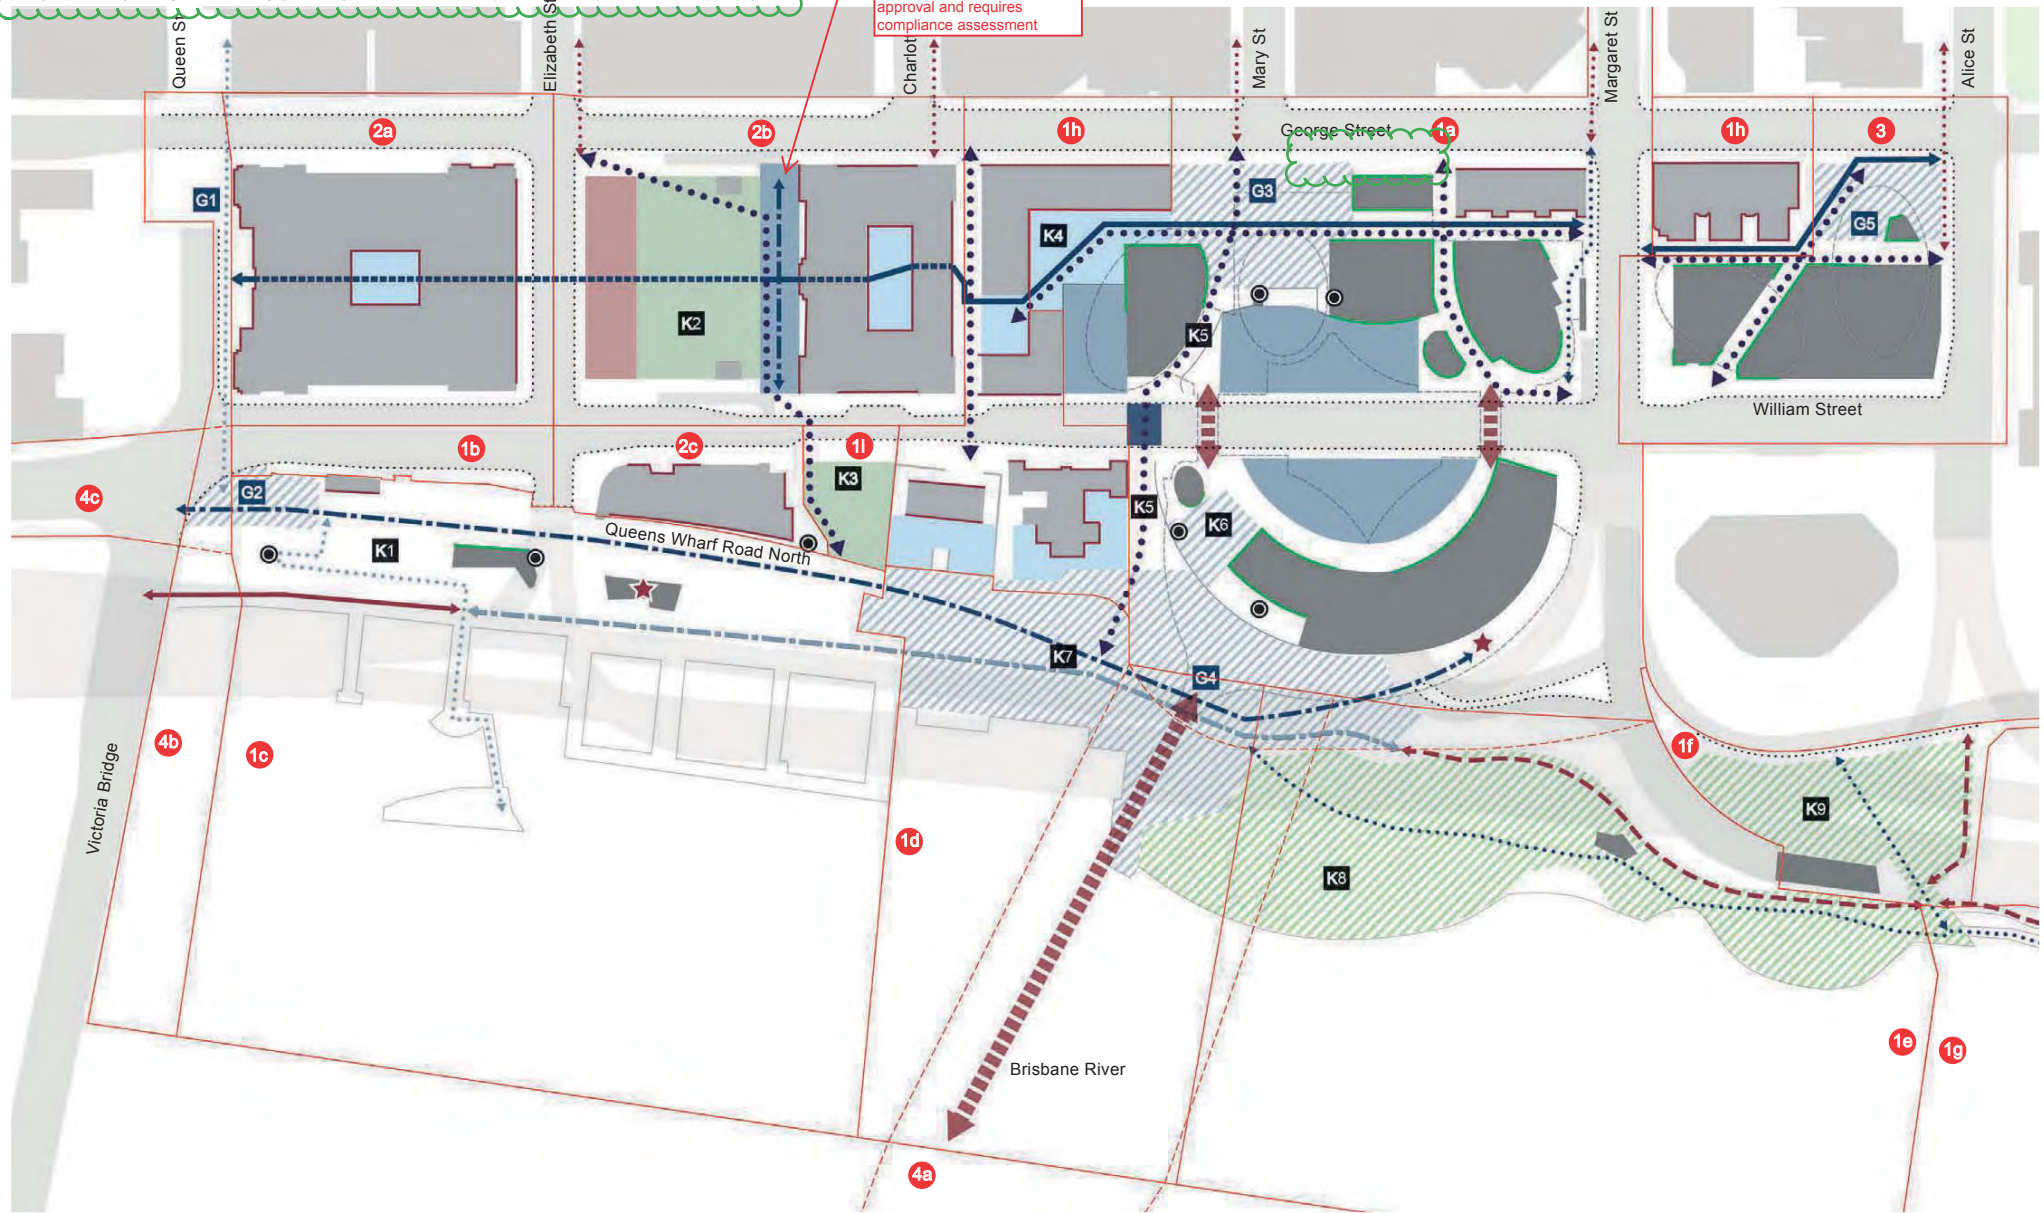 approval and requires
compliance assessment
Queen St
Elizabeth St
Charlot
Mary St
Margaret St
Alice St
2a
2b
1h
George Street
1a
1h
3
G1
G3
G5
K4
K2
K5
William Street
1b
2c
1i
4c
G2
K3
K5
K6
K1
Queens Wharf Road North
K7
G4
4b
1c
1f
Victoria Bridge
K9
1d
K8
1e
1g
Brisbane River
4a